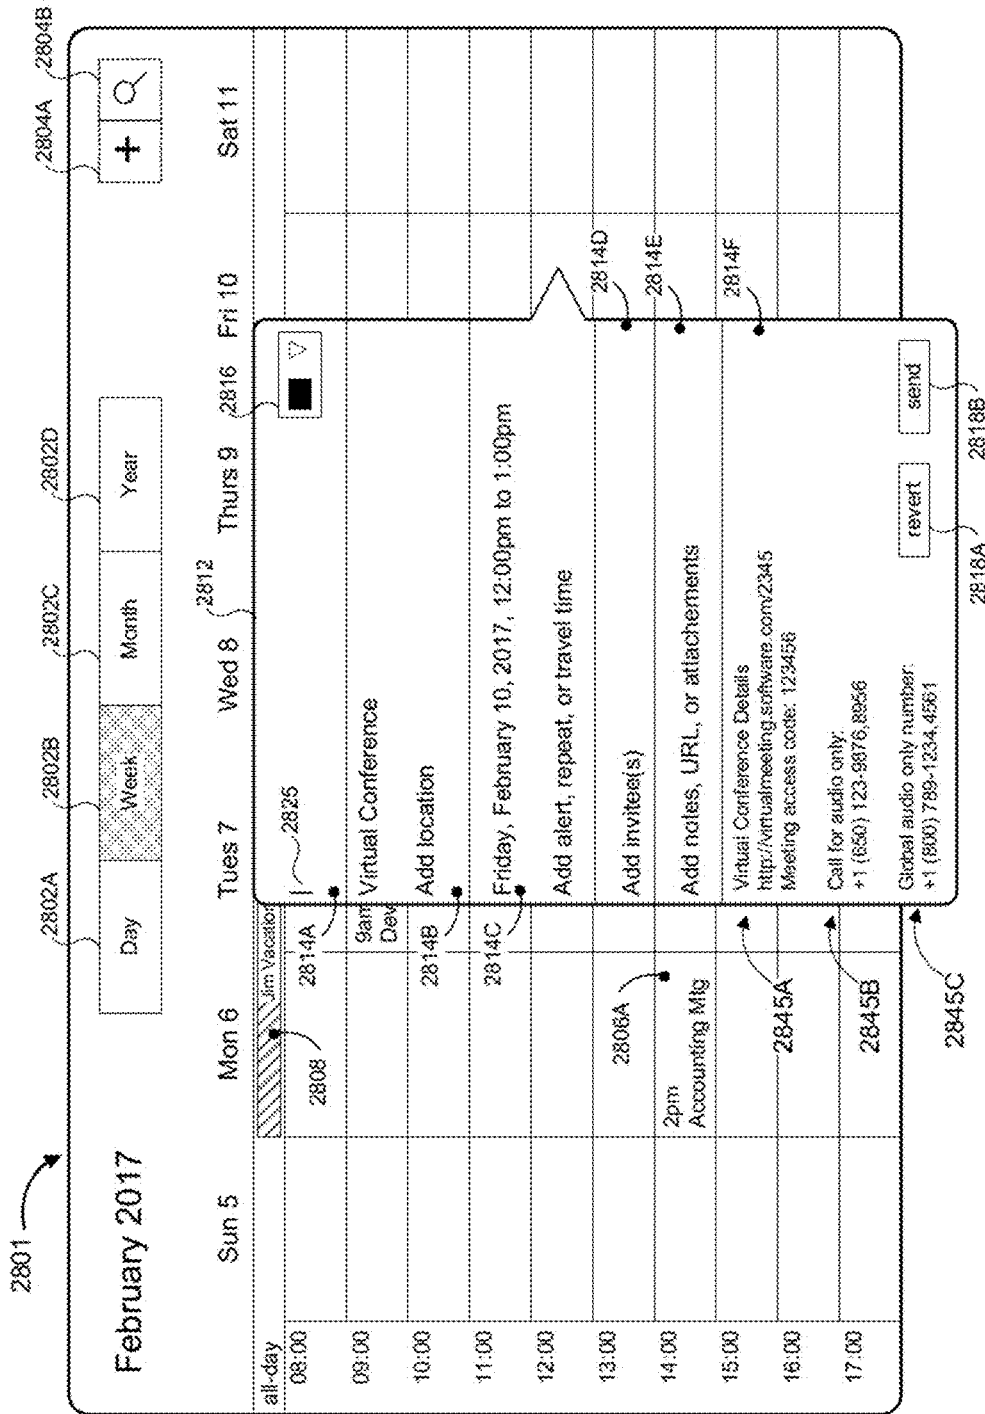 2801
February 2017
2802A
2802B
2802C
2802D
2804A
2804B
Day
Week
Month
Year
+
Sun 5
Mon 6
Tues 7
Wed 8
Thurs 9
Fri 10
Sat 11
2812
2816
all-day
Jim Vacation
2808
08:00
09:00
10:00
11:00
12:00
13:00
14:00
15:00
16:00
17:00
9am
Dev
2814A
2814B
2814C
2825
Virtual Conference
Add location
Friday, February 10, 2017, 12:00pm to 1:00pm
Add alert, repeat, or travel time
Add invitee(s)
Add notes, URL, or attachements
2814D
2814E
2814F
2806A
2pm
Accounting Mtg
2845A
2845B
2845C
Virtual Conference Details
http://virtualmeeting.software.com/2345
Meeting access code: 123456
Call for audio only:
+1 (650) 123-9876,8956
Global audio only number:
+1 (800) 789-1234,4561
revert
send
2818A
2818B